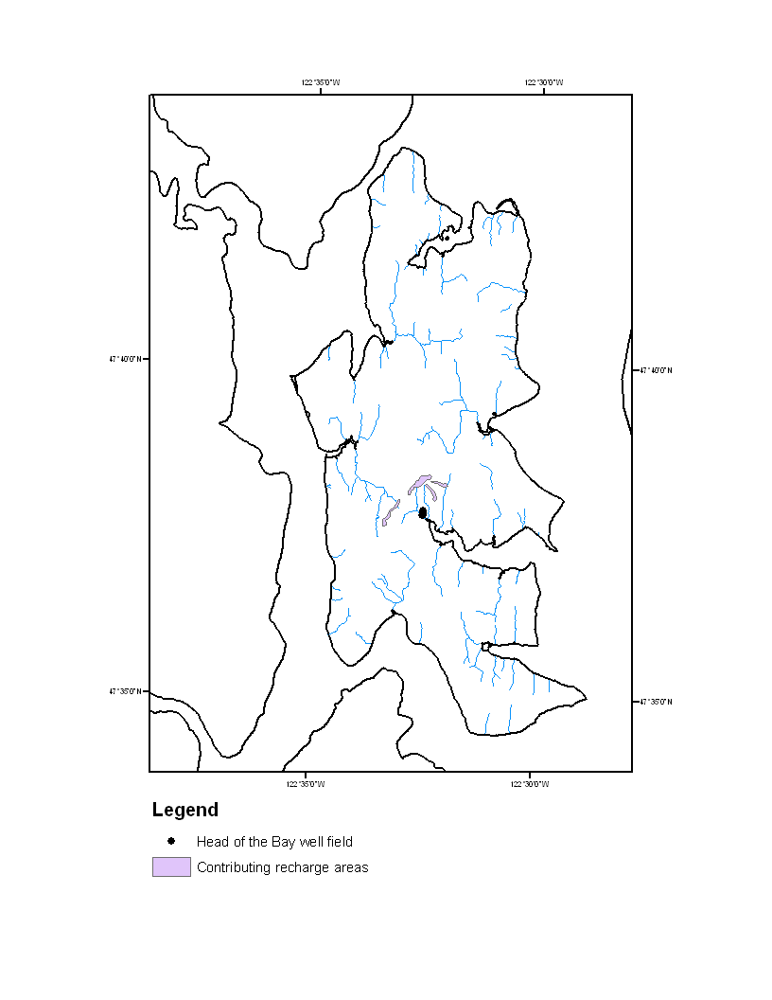 122°35'0"W 122°30'0"W
47°40'0"N 47°40'0"N
47°35'0"N 47°35'0"N
122°35'0"W 122°30'0"W
Legend
Head of the Bay well field
Contributing recharge areas